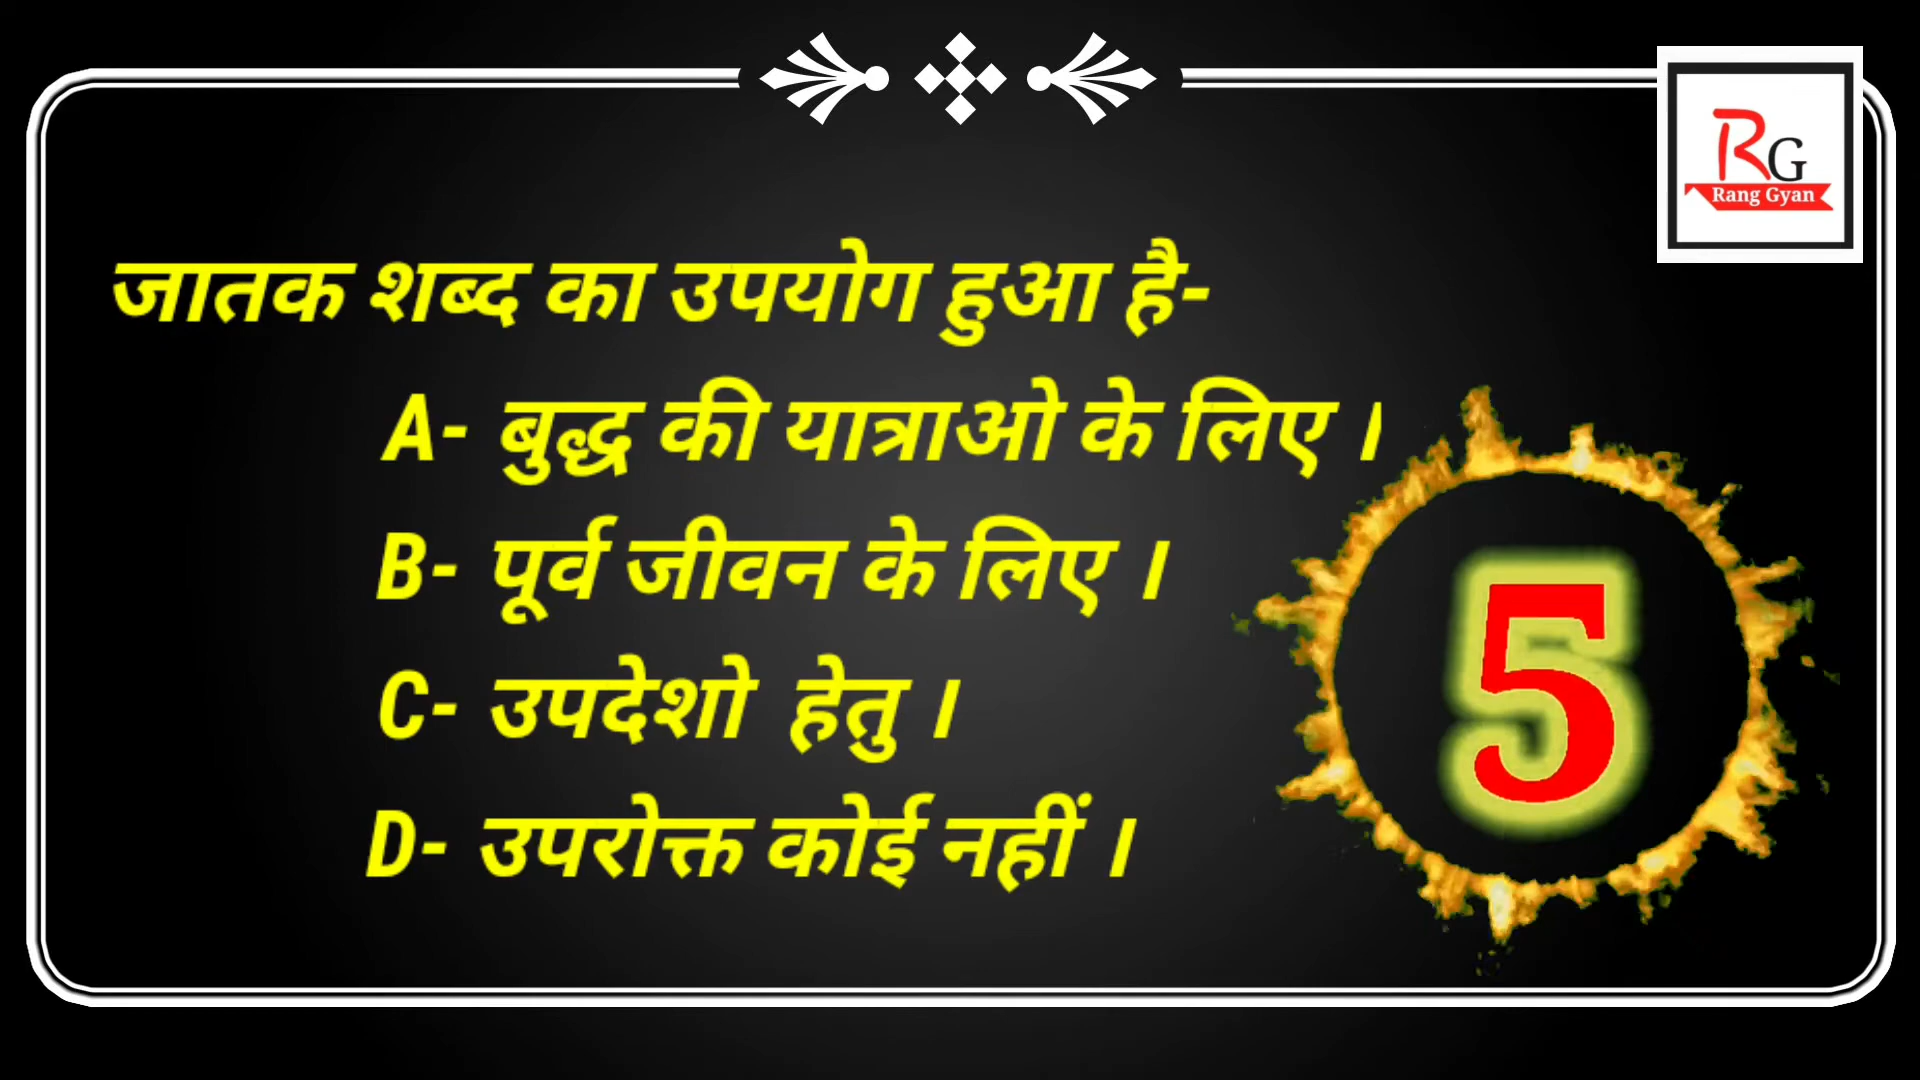 RG
Rang Gyan
जातक शब्द का उपयोग हुआ है-
A- बुद्ध की यात्राओ के लिए ।
B- पूर्व जीवन के लिए ।
C- उपदेशो हेतु ।
D- उपरोक्त कोई नहीं ।
5